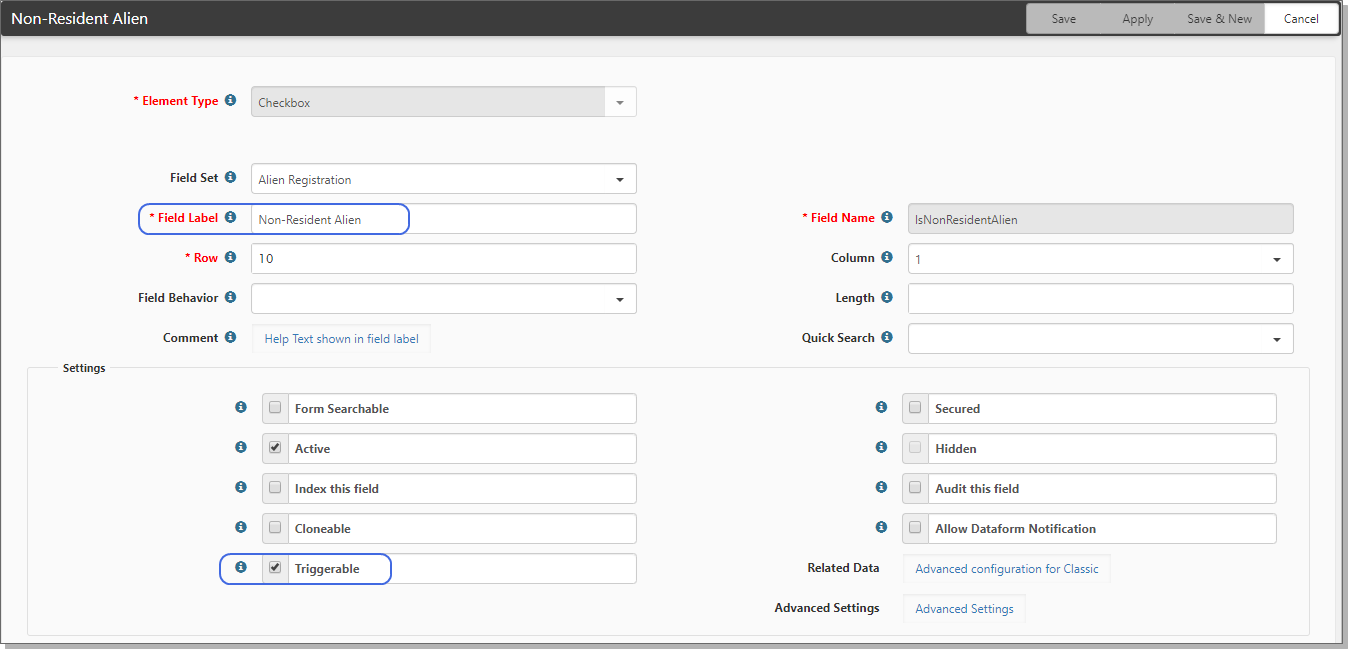 Non-Resident Alien Save Apply Save & New Cancel
* Element Type Checkbox
Field Set Alien Registration
* Field Label Non-Resident Alien * Field Name IsNonResidentAlien
* Row 10 Column 1
Field Behavior Length
Comment Help Text shown in field label Quick Search
Settings
Form Searchable Secured
Active Hidden
Index this field Audit this field
Cloneable Allow Dataform Notification
Triggerable Related Data Advanced configuration for Classic
Advanced Settings Advanced Settings